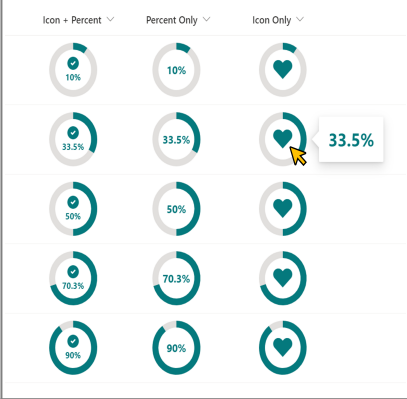 Icon + Percent Percent Only Icon Only
10% 10%
33.5% 33.5% 33.5%
50% 50%
70.3% 70.3%
90% 90%